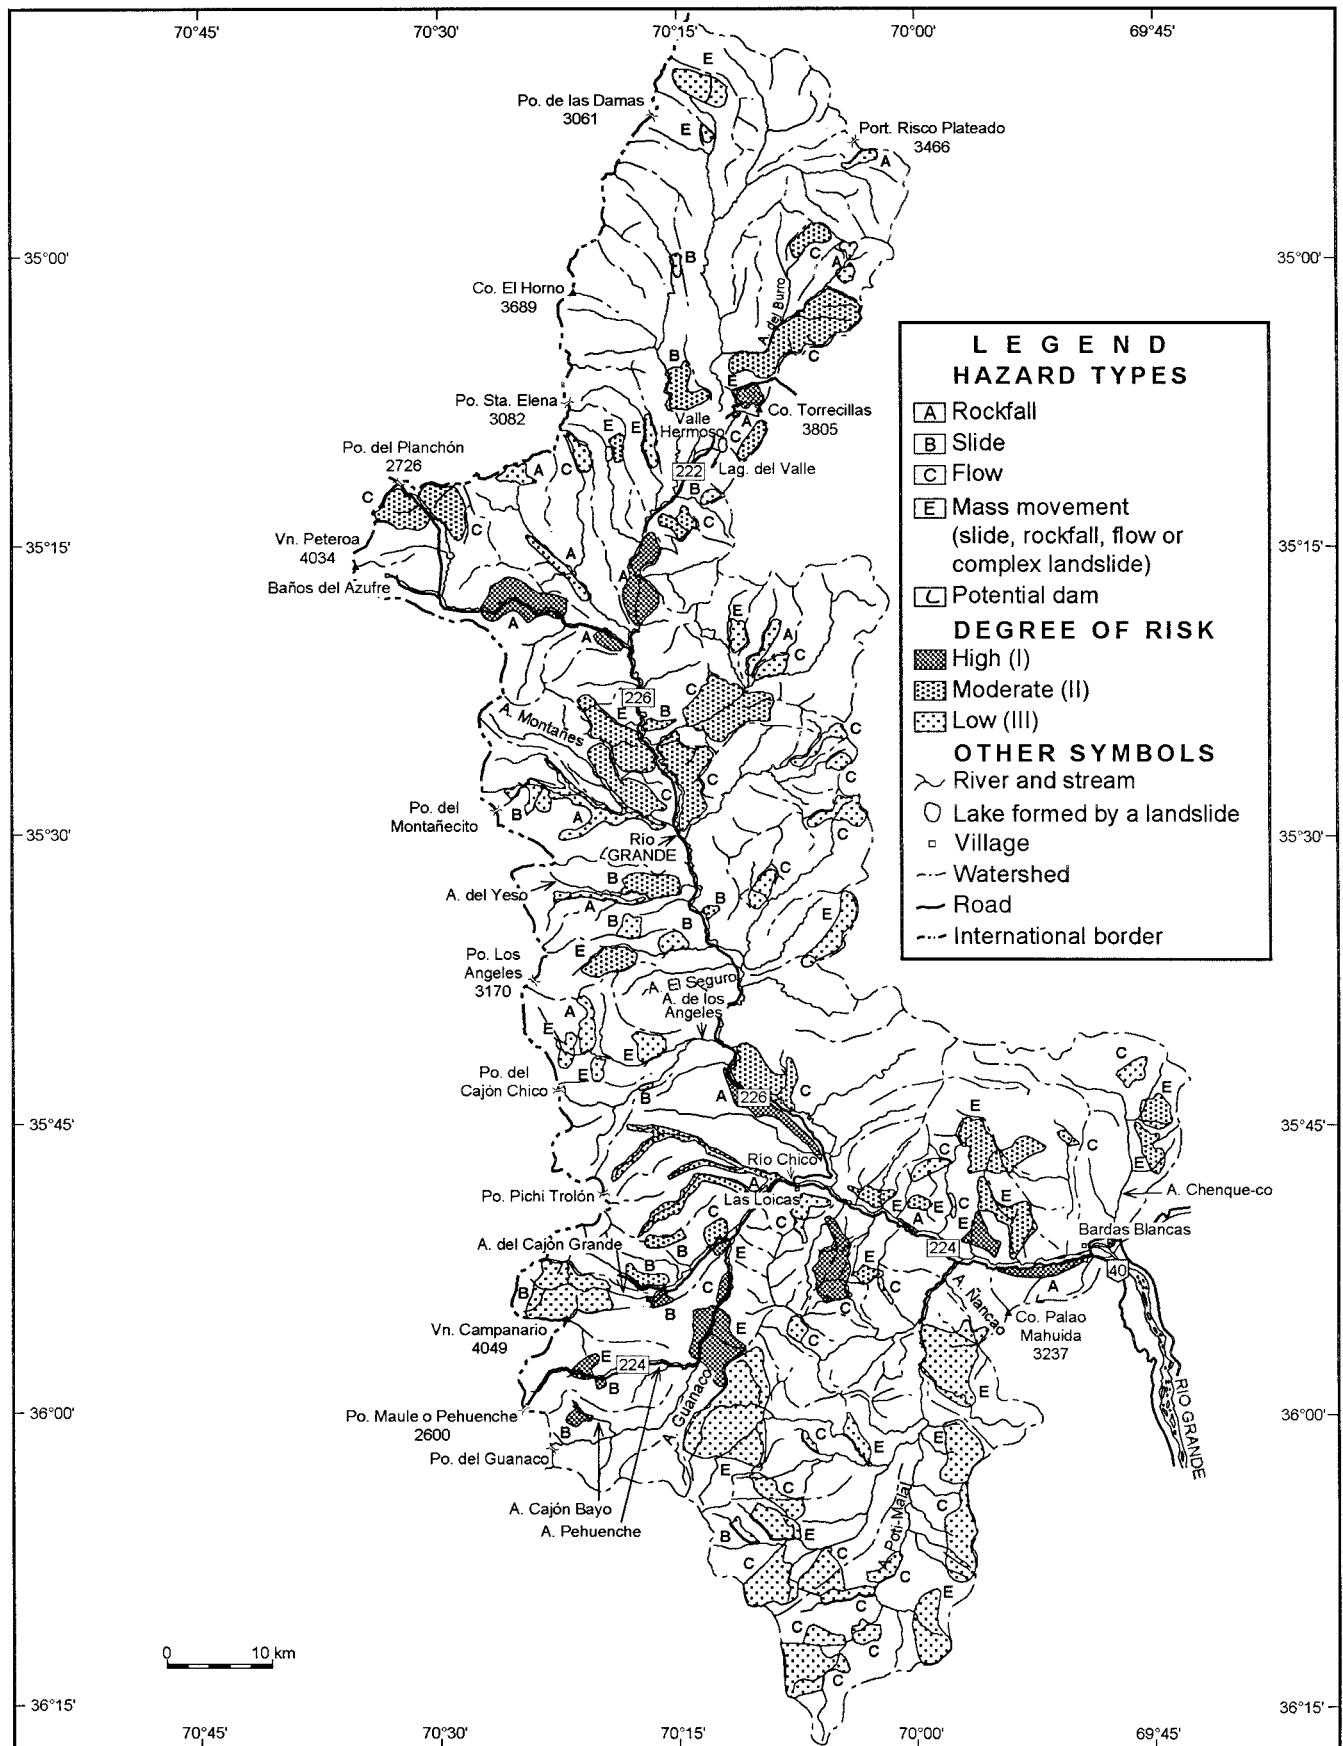 70°45'
70°30'
70°15'
70°00'
69°45'
E
Po. de las Damas
3061
E
Port. Risco Plateado
3466
A
35°00'
35°00'
B
C
A
Co. El Horno
3689
A. del Burro
C
B
E
Po. Sta. Elena
3082
Co. Torrecillas
3805
Valle
Hermoso
E
E
A
C
Po. del Planchón
2726
A
C
222
Lag. del Valle
B
C
C
C
Vn. Peteroa
4034
35°15'
35°15'
Baños del Azufre
A
A
A
A
E
A
C
226
C
E
B
A. Montañes
C
C
C
C
C
Po. del
Montañecito
B
A
35°30'
35°30'
Río
GRANDE
A. del Yeso
B
A
C
B
B
B
E
E
Po. Los
Angeles
3170
A. El Seguro
A. de los
Angeles
A
E
E
E
Po. del
Cajón Chico
B
A
226
C
C
E
35°45'
35°45'
E
C
C
E
Río Chico
A
Las Loicas
Po. Pichi Trolón
A. Chenque-co
A. del Cajón Grande
C
C
E
A
E
C
E
E
Bardas Blancas
B
B
E
224
40
B
B
C
E
C
C
A
A. Ñancao
Co. Palao
Mahuida
3237
Vn. Campanario
4049
E
C
E
224
B
E
A. Guanaco
RIO GRANDE
36°00'
36°00'
Po. Maule o Pehuenche
2600
B
Po. del Guanaco
C
E
E
E
C
C
A. Cajón Bayo
A. Pehuenche
B
E
A. Poti-Malal
C
C
C
E
C
C
C
C
0 10 km
36°15'
36°15'
70°45'
70°30'
70°15'
70°00'
69°45'
LEGEND
HAZARD TYPES
A Rockfall
B Slide
C Flow
E Mass movement
(slide, rockfall, flow or
complex landslide)
Potential dam
DEGREE OF RISK
High (I)
Moderate (II)
Low (III)
OTHER SYMBOLS
River and stream
Lake formed by a landslide
Village
Watershed
Road
International border